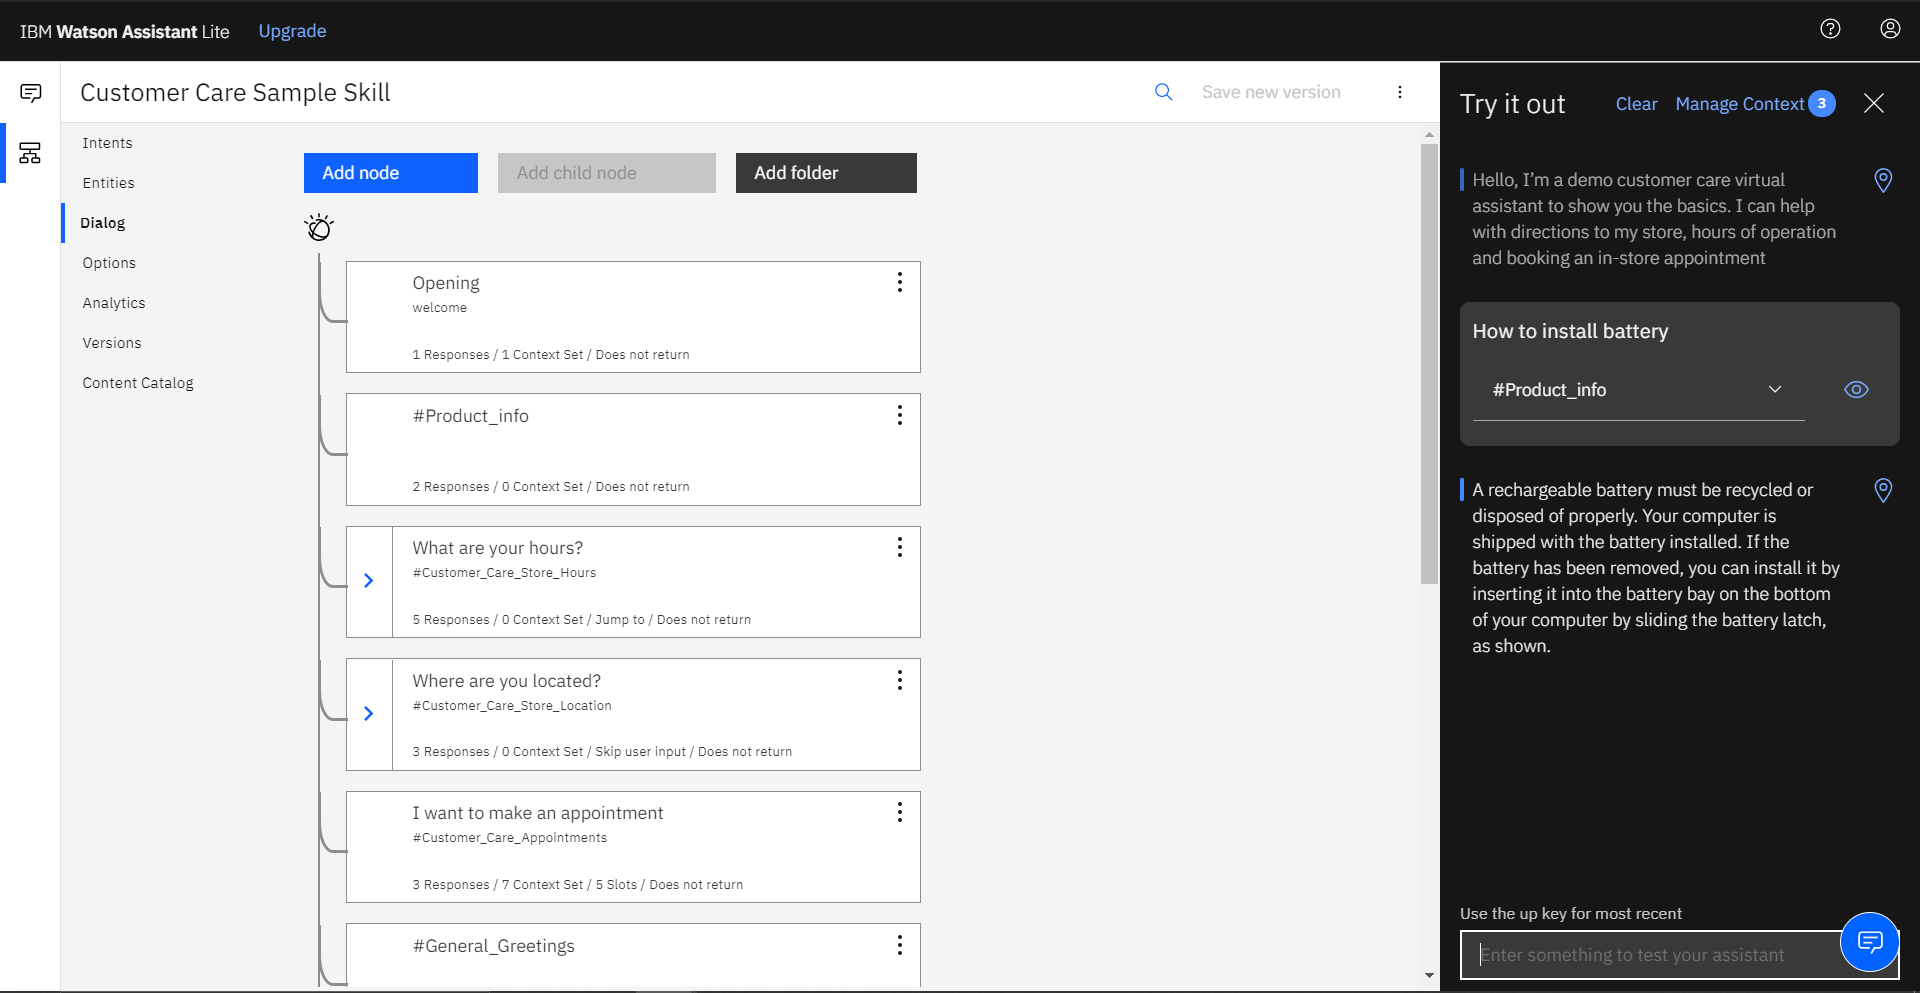 IBM Watson Assistant Lite Upgrade
Customer Care Sample Skill
Save new version
Intents
Entities
Dialog
Options
Analytics
Versions
Content Catalog
Add node
Add child node
Add folder
Opening
welcome
1 Responses / 1 Context Set / Does not return
#Product_info
2 Responses / 0 Context Set / Does not return
What are your hours?
#Customer_Care_Store_Hours
5 Responses / 0 Context Set / Jump to / Does not return
Where are you located?
#Customer_Care_Store_Location
3 Responses / 0 Context Set / Skip user input / Does not return
I want to make an appointment
#Customer_Care_Appointments
3 Responses / 7 Context Set / 5 Slots / Does not return
#General_Greetings
Try it out
Clear
Manage Context 3
Hello, I’m a demo customer care virtual
assistant to show you the basics. I can help
with directions to my store, hours of operation
and booking an in-store appointment
How to install battery
#Product_info
A rechargeable battery must be recycled or
disposed of properly. Your computer is
shipped with the battery installed. If the
battery has been removed, you can install it by
inserting it into the battery bay on the bottom
of your computer by sliding the battery latch,
as shown.
Use the up key for most recent
Enter something to test your assistant